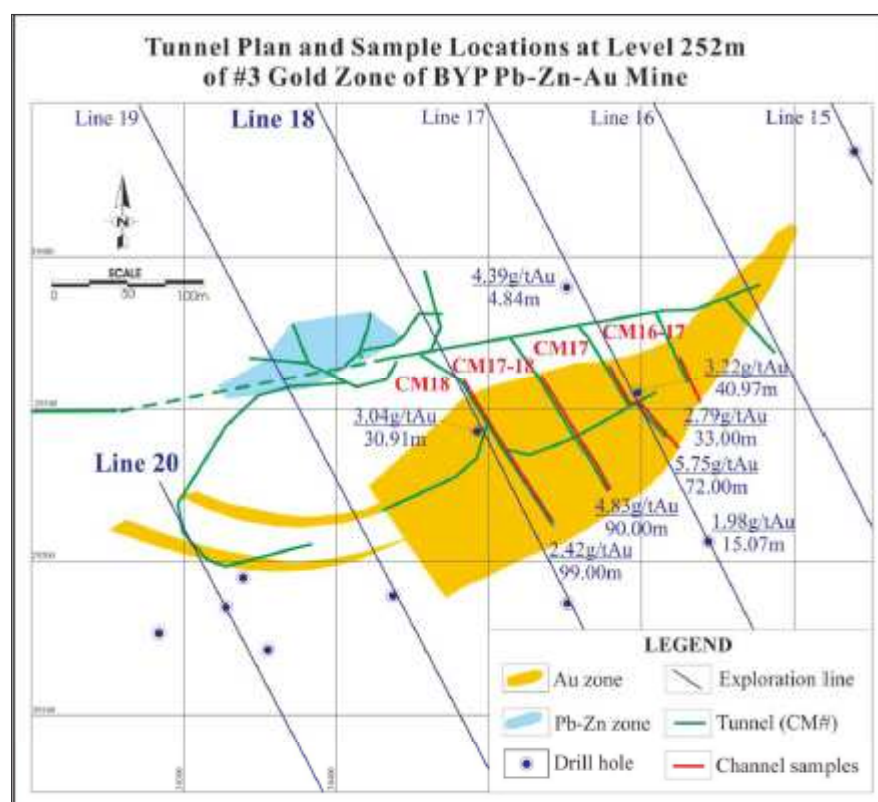 Tunnel Plan and Sample Locations at Level 252m
of #3 Gold Zone of BYP Pb-Zn-Au Mine
Line 19
Line 18
Line 17
Line 16
Line 15
N
SCALE
0 50 100m
4.39g/tAu
4.84m
CM18
CM17-18
CM17
CM16-17
3.22g/tAu
40.97m
3.04g/tAu
30.91m
2.79g/tAu
33.00m
Line 20
5.75g/tAu
72.00m
4.83g/tAu
90.00m
1.98g/tAu
15.07m
2.42g/tAu
99.00m
LEGEND
Au zone
Exploration line
Pb-Zn zone
Tunnel (CM#)
Drill hole
Channel samples